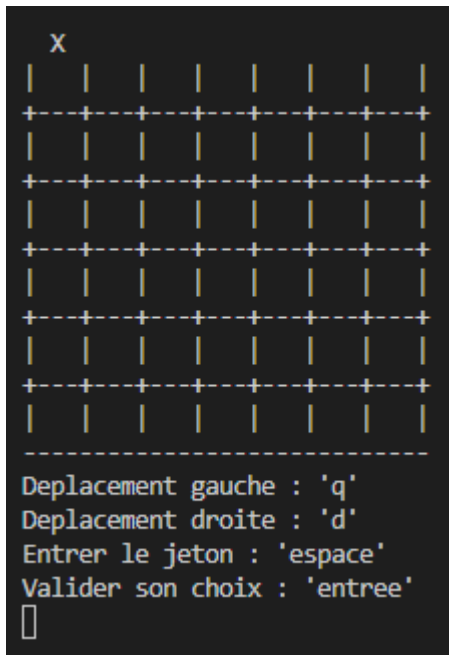 X
|   |   |   |   |   |   |   |
+---+---+---+---+---+---+---+
|   |   |   |   |   |   |   |
+---+---+---+---+---+---+---+
|   |   |   |   |   |   |   |
+---+---+---+---+---+---+---+
|   |   |   |   |   |   |   |
+---+---+---+---+---+---+---+
|   |   |   |   |   |   |   |
+---+---+---+---+---+---+---+
|   |   |   |   |   |   |   |
-----------------------------
Deplacement gauche : 'q'
Deplacement droite : 'd'
Entrer le jeton : 'espace'
Valider son choix : 'entree'